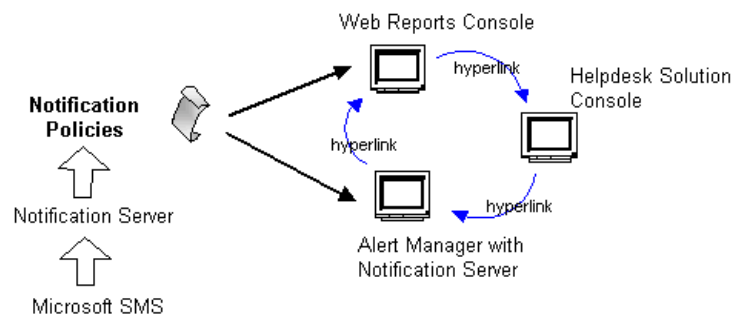 Web Reports Console
hyperlink
Helpdesk Solution
Console
Notification
Policies
hyperlink
Notification Server
hyperlink
Alert Manager with
Notification Server
Microsoft SMS